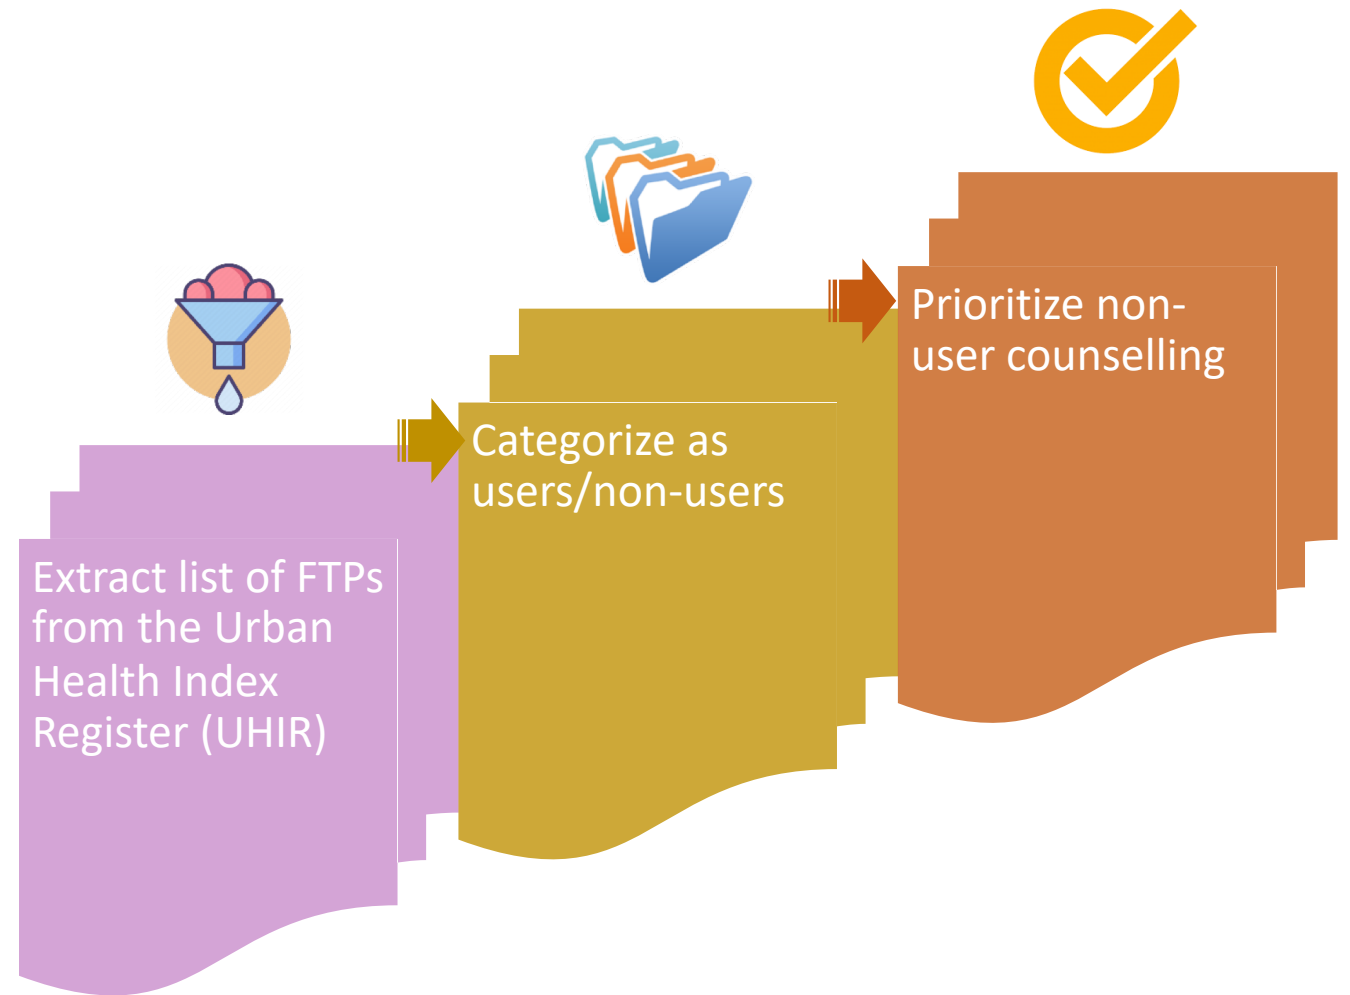 Extract list of FTPs
from the Urban
Health Index
Register (UHIR)
Categorize as
users/non-users
Prioritize non-
user counselling